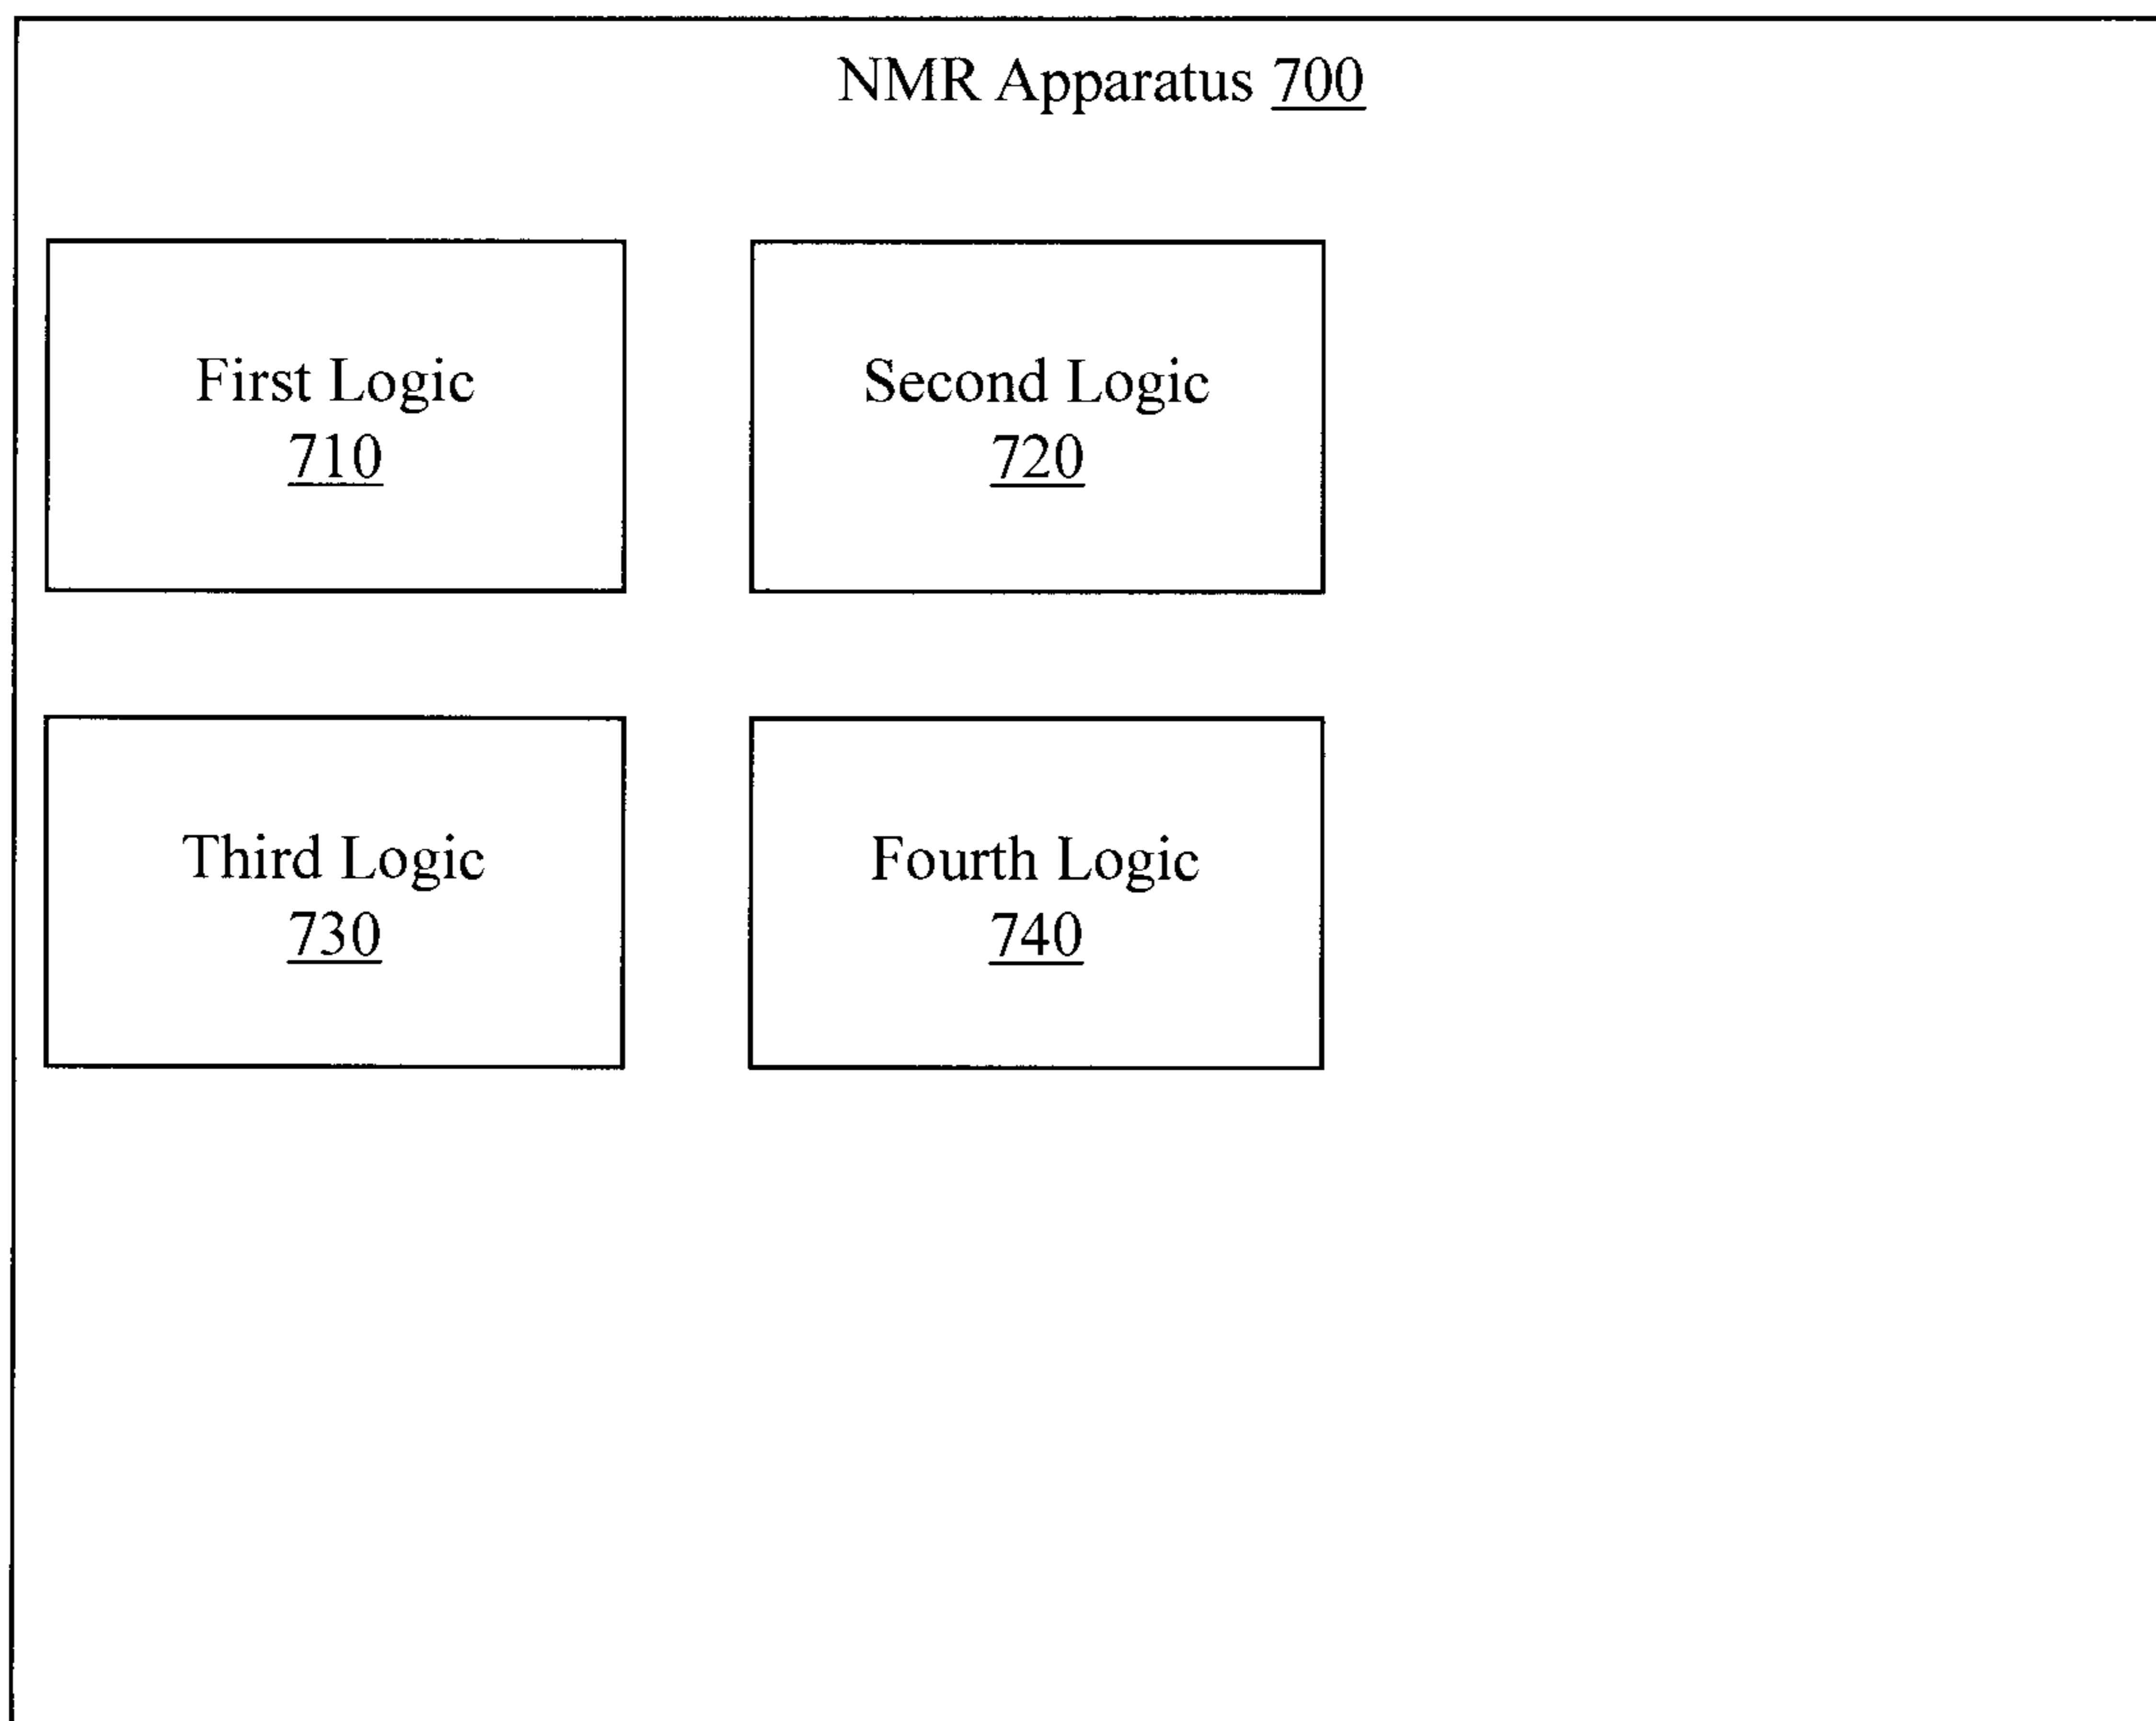 NMR Apparatus 700
First Logic
710
Second Logic
720
Third Logic
730
Fourth Logic
740